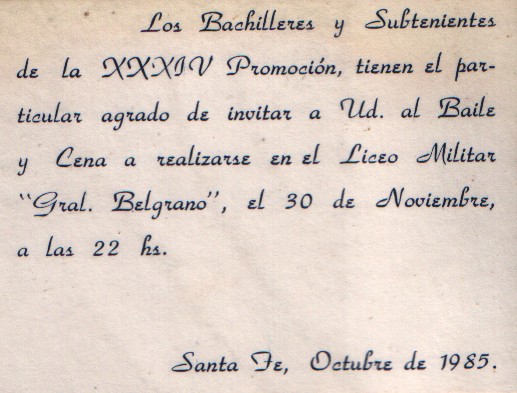 Los Bachilleres y Subtenientes
de la XXXIV Promoción, tienen el par-
ticular agrado de invitar a Ud. al Baile
y Cena a realizarse en el Liceo Militar
"Gral. Belgrano", el 30 de Noviembre,
a las 22 hs.
Santa Fe, Octubre de 1985.